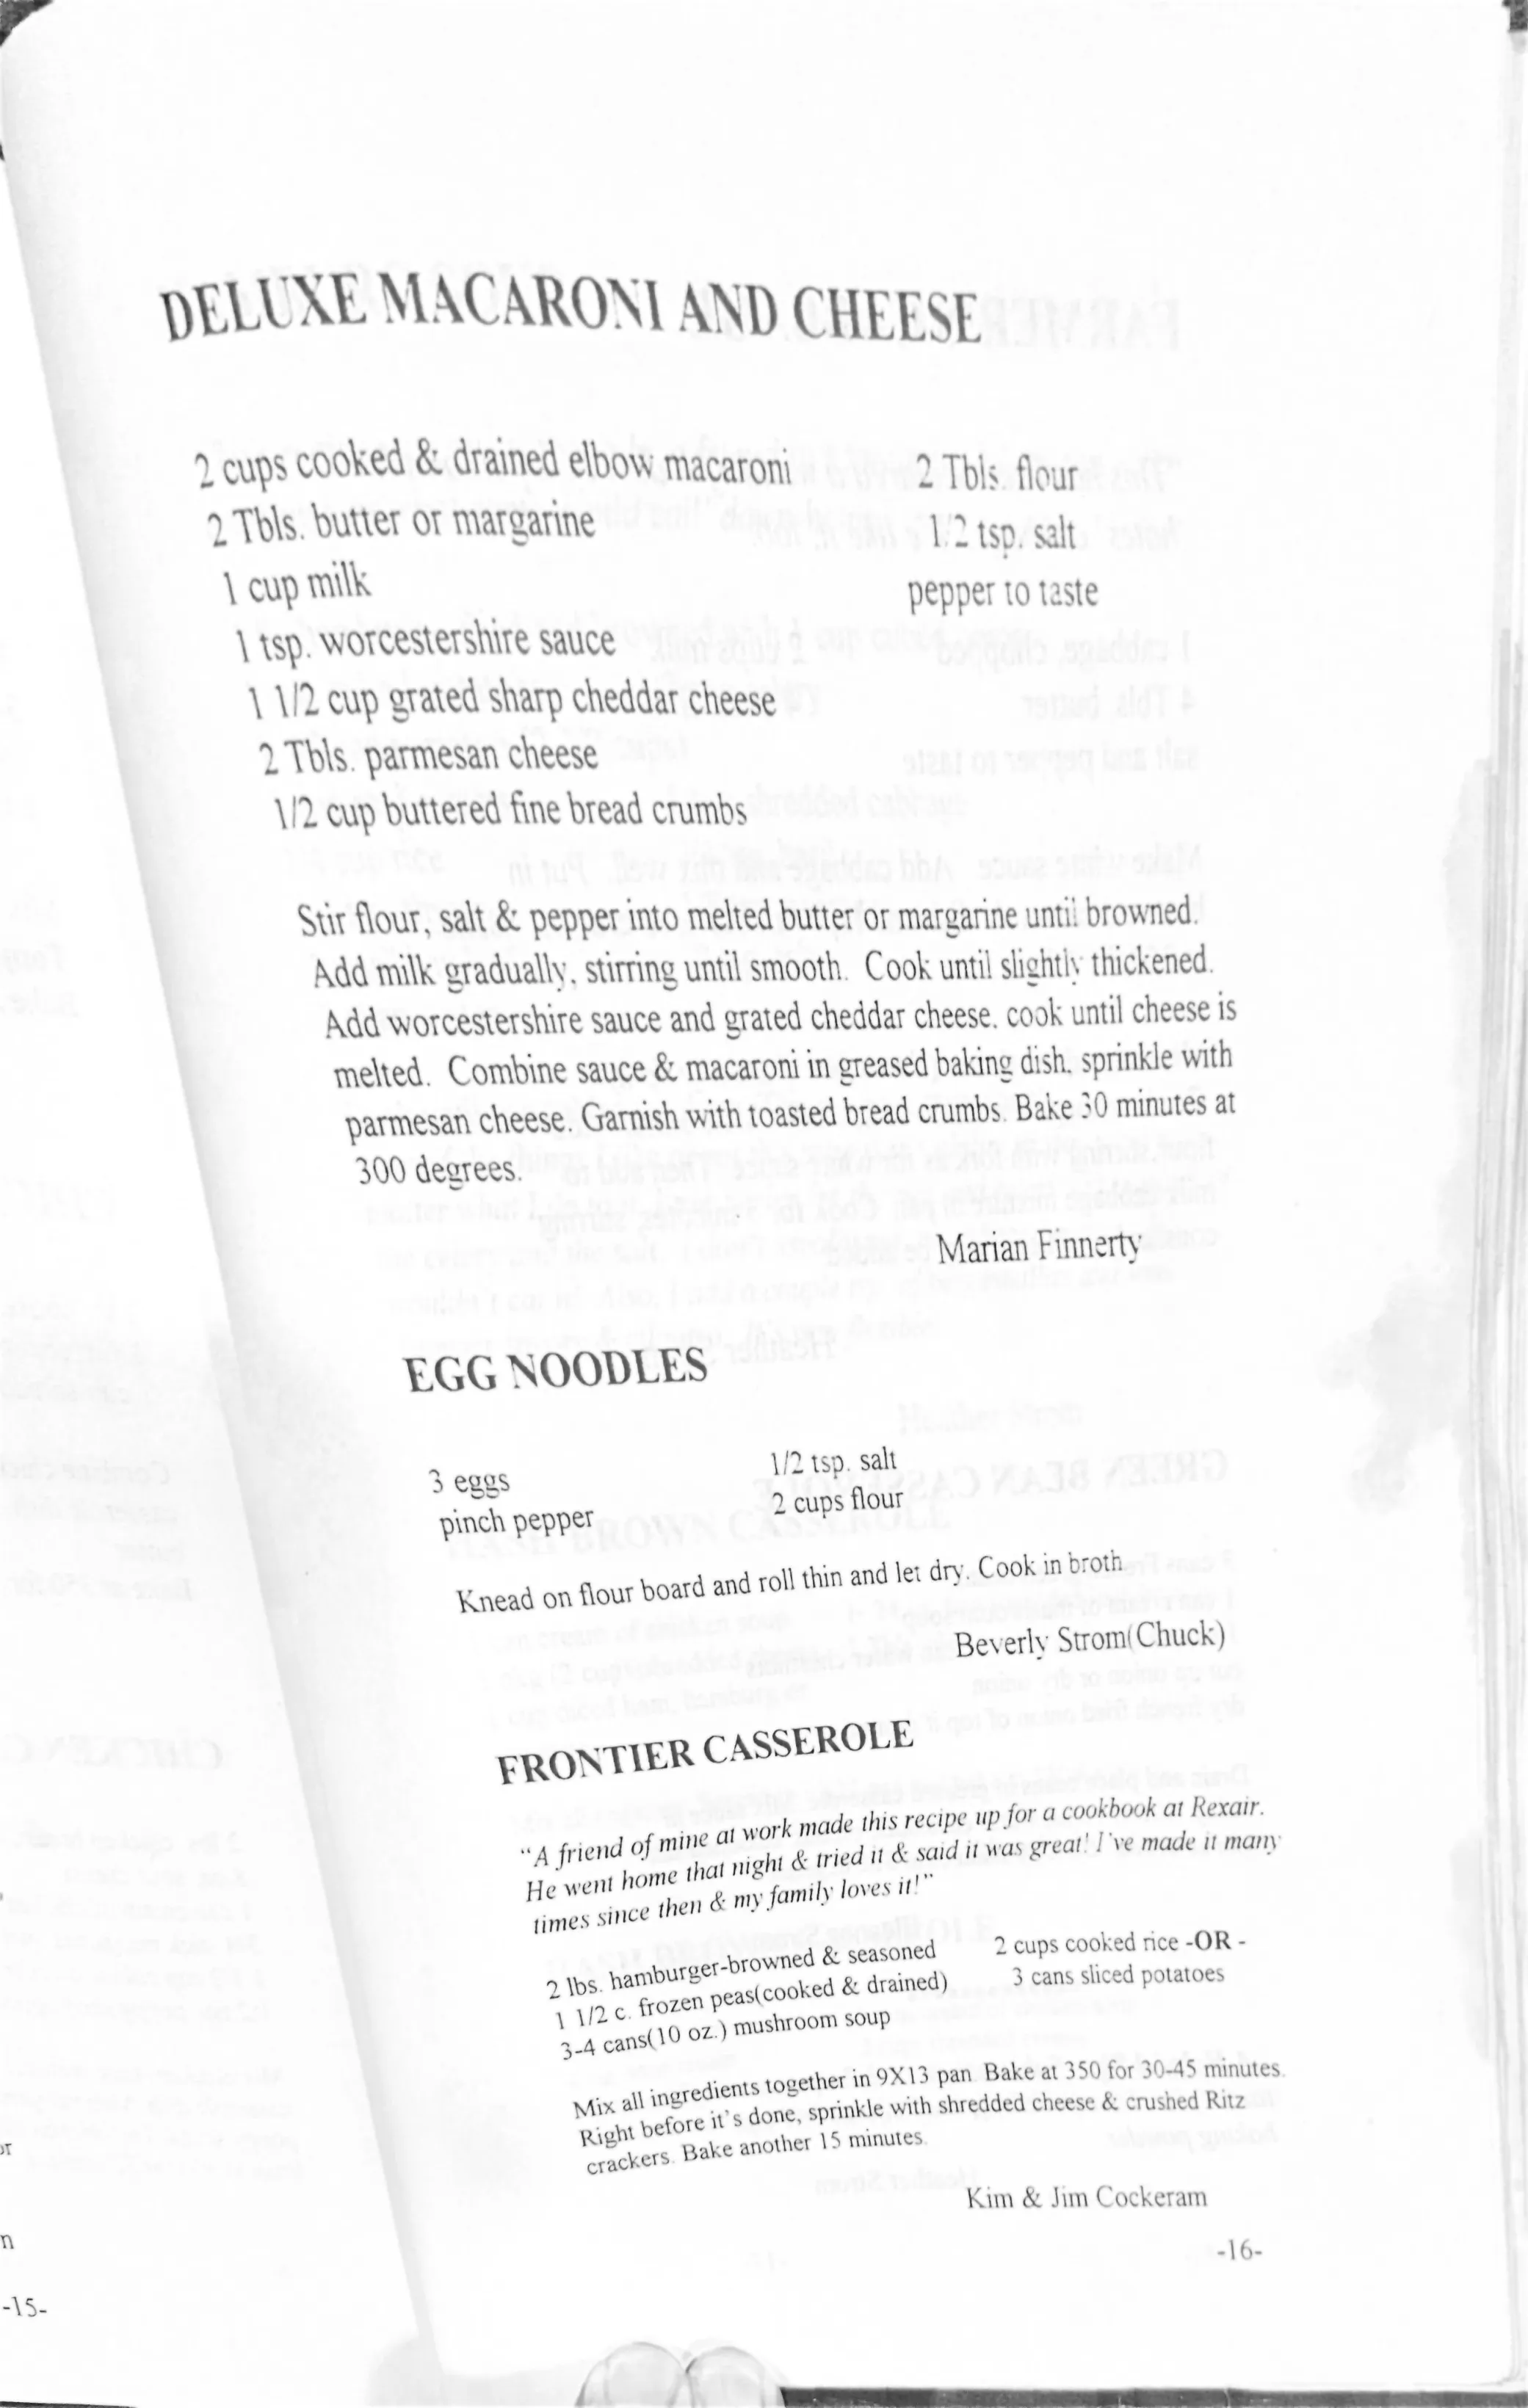 DELUXE MACARONI AND CHEESE
2 cups cooked & drained elbow macaroni 2 Tbls. flour
2 Tbls. butter or margarine 1/2 tsp. salt
1 cup milk pepper to taste
1 tsp. worcestershire sauce
1 1/2 cup grated sharp cheddar cheese
2 Tbls. parmesan cheese
1/2 cup buttered fine bread crumbs
Stir flour, salt & pepper into melted butter or margarine until browned.
Add milk gradually, stirring until smooth. Cook until slightly thickened.
Add worcestershire sauce and grated cheddar cheese, cook until cheese is
melted. Combine sauce & macaroni in greased baking dish, sprinkle with
parmesan cheese. Garnish with toasted bread crumbs. Bake 30 minutes at
300 degrees.
Marian Finnerty
EGG NOODLES
3 eggs 1/2 tsp. salt
pinch pepper 2 cups flour
Knead on flour board and roll thin and let dry. Cook in broth
Beverly Strom(Chuck)
FRONTIER CASSEROLE
"A friend of mine at work made this recipe up for a cookbook at Rexair.
He went home that night & tried it & said it was great! I've made it many
times since then & my family loves it!"
2 lbs. hamburger-browned & seasoned 2 cups cooked rice -OR -
1 1/2 c. frozen peas(cooked & drained) 3 cans sliced potatoes
3-4 cans(10 oz.) mushroom soup
Mix all ingredients together in 9X13 pan. Bake at 350 for 30-45 minutes.
Right before it's done, sprinkle with shredded cheese & crushed Ritz
crackers. Bake another 15 minutes.
Kim & Jim Cockeram
-16-
-15-